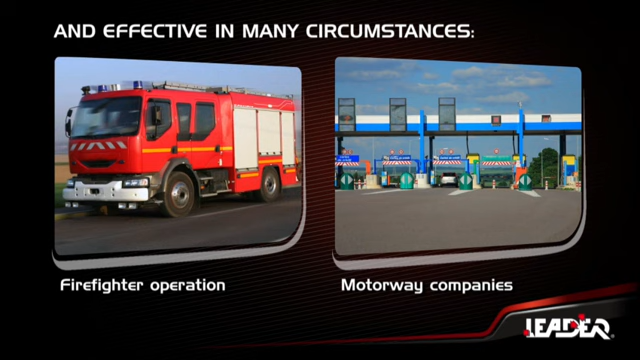 AND EFFECTIVE IN MANY CIRCUMSTANCES:
Firefighter operation
Motorway companies
LEADER®